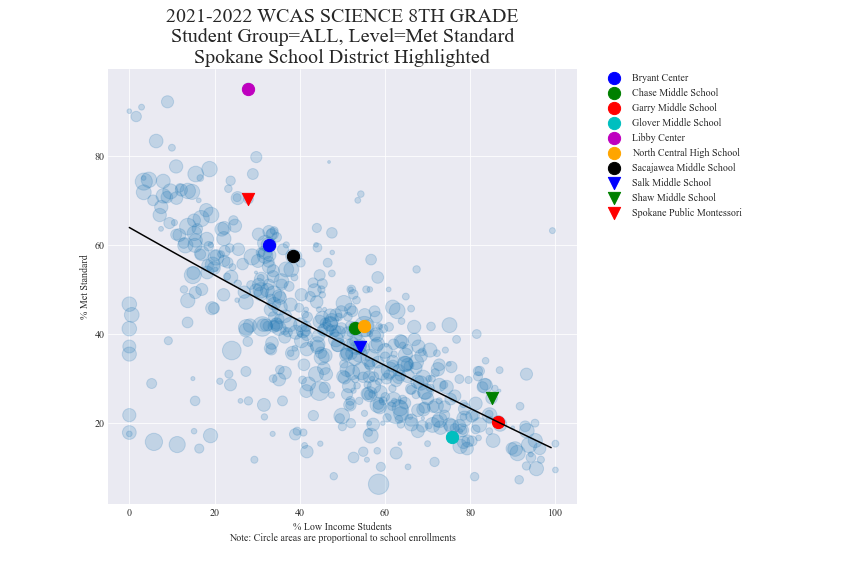 2021-2022 WCAS SCIENCE 8TH GRADE
Student Group=ALL, Level=Met Standard
Spokane School District Highlighted
Bryant Center
Chase Middle School
Garry Middle School
Glover Middle School
Libby Center
North Central High School
Sacajawea Middle School
Salk Middle School
Shaw Middle School
Spokane Public Montessori
% Met Standard
80
60
40
20
0 20 40 60 80 100
% Low Income Students
Note: Circle areas are proportional to school enrollments